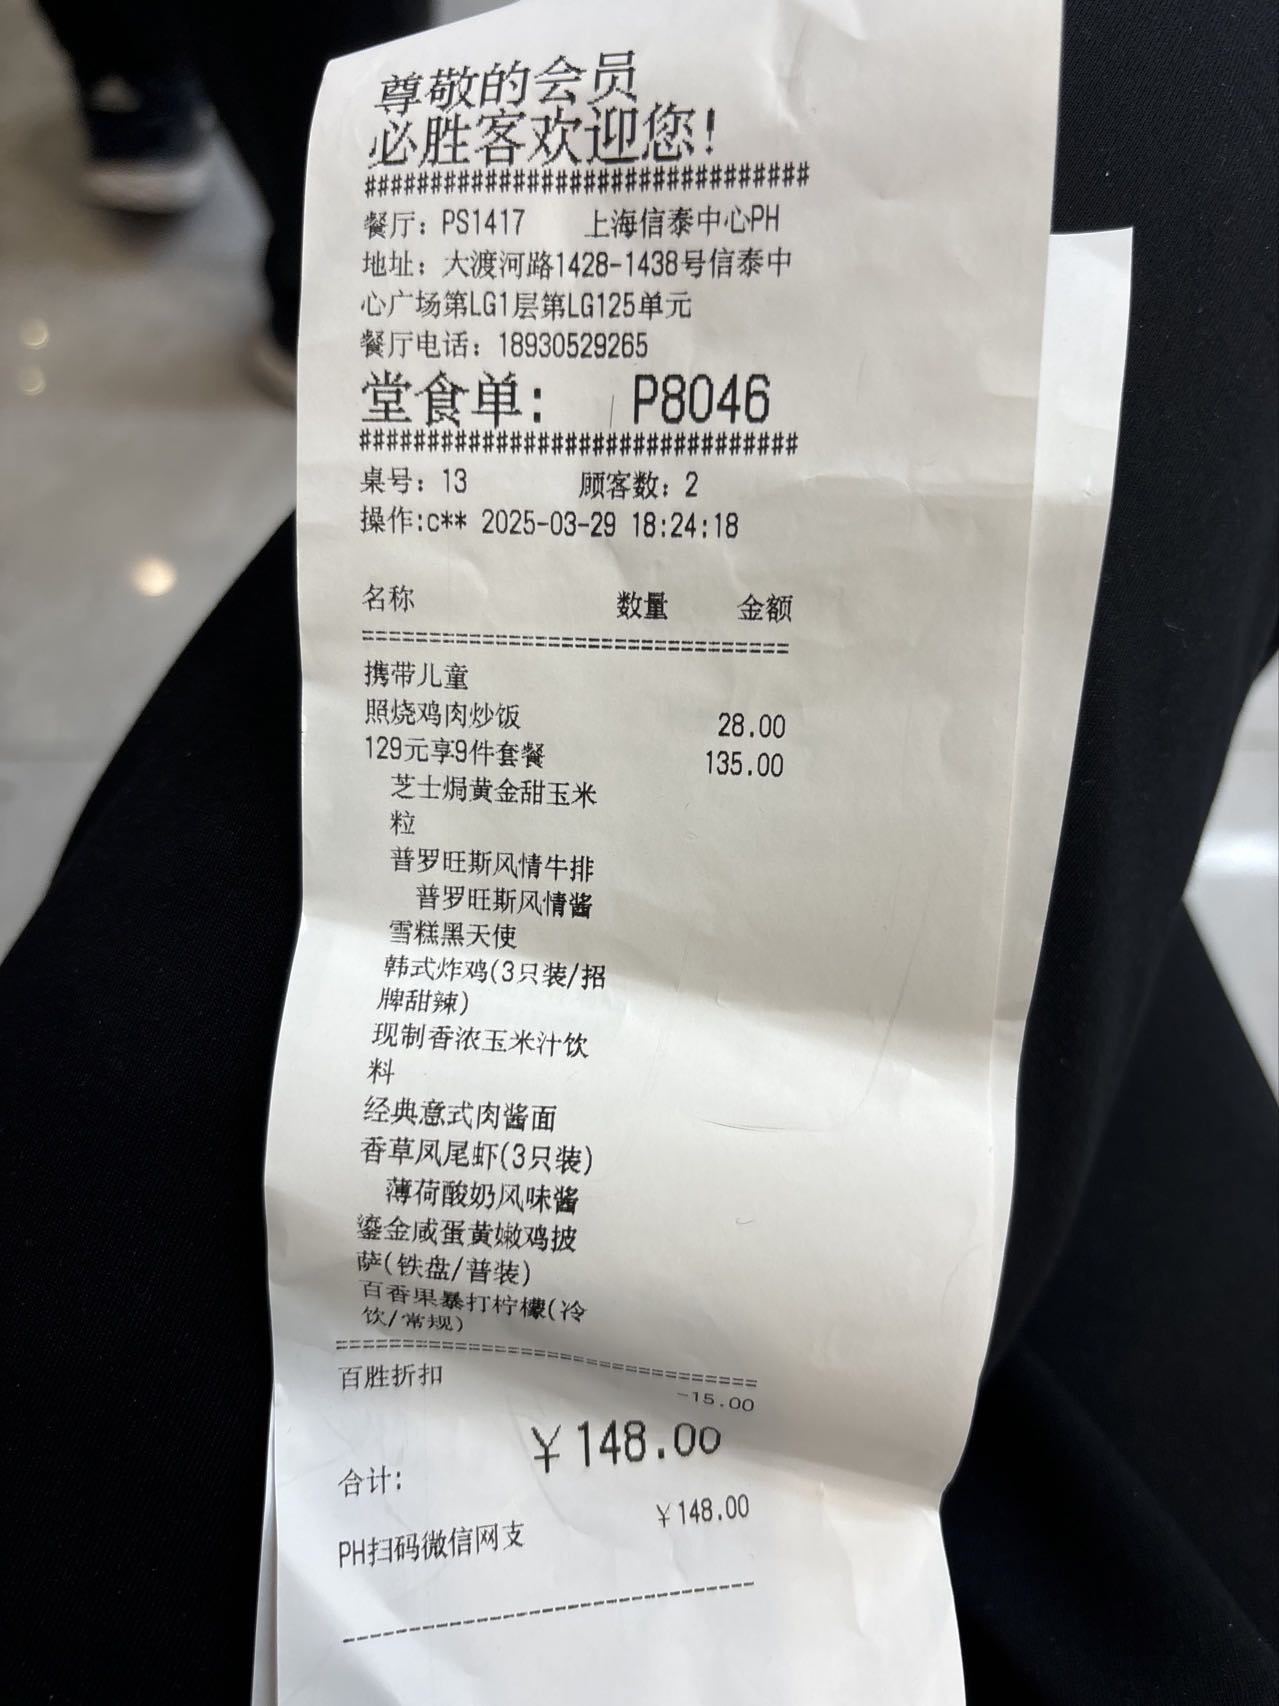 尊敬的会员
必胜客欢迎您!
##################################
餐厅: PS1417 上海信泰中心PH
地址: 大渡河路1428-1438号信泰中
心广场第LG1层第LG125单元
餐厅电话: 18930529265
堂食单: P8046
##################################
桌号: 13 顾客数: 2
操作:c** 2025-03-29 18:24:18
名称 数量 金额
==================================
携带儿童
照烧鸡肉炒饭 28.00
129元享9件套餐 135.00
芝士焗黄金甜玉米
粒
普罗旺斯风情牛排
普罗旺斯风情酱
雪糕黑天使
韩式炸鸡(3只装/招
牌甜辣)
现制香浓玉米汁饮
料
经典意式肉酱面
香草凤尾虾(3只装)
薄荷酸奶风味酱
鎏金咸蛋黄嫩鸡披
萨(铁盘/普装)
百香果暴打柠檬(冷
饮/常规)
==================================
百胜折扣 -15.00
合计: ¥148.00
PH扫码微信网支 ¥148.00
----------------------------------